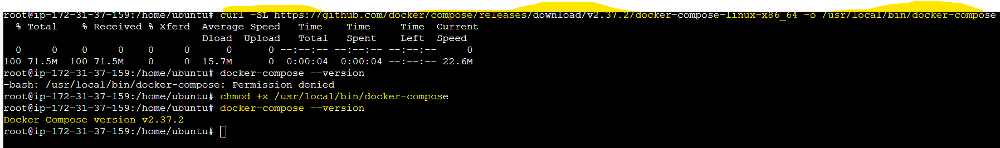 root@ip-172-31-37-159:/home/ubuntu# curl -SL https://github.com/docker/compose/releases/download/v2.37.2/docker-compose-linux-x86_64 -o /usr/local/bin/docker-compose
% Total % Received % Xferd Average Speed Time Time Time Current
Dload Upload Total Spent Left Speed
0 0 0 0 0 0 0 0 --:--:-- --:--:-- --:--:-- 0
100 71.5M 100 71.5M 0 0 15.7M 0 0:00:04 0:00:04 --:--:-- 22.6M
root@ip-172-31-37-159:/home/ubuntu# docker-compose --version
-bash: /usr/local/bin/docker-compose: Permission denied
root@ip-172-31-37-159:/home/ubuntu# chmod +x /usr/local/bin/docker-compose
root@ip-172-31-37-159:/home/ubuntu# docker-compose --version
Docker Compose version v2.37.2
root@ip-172-31-37-159:/home/ubuntu#